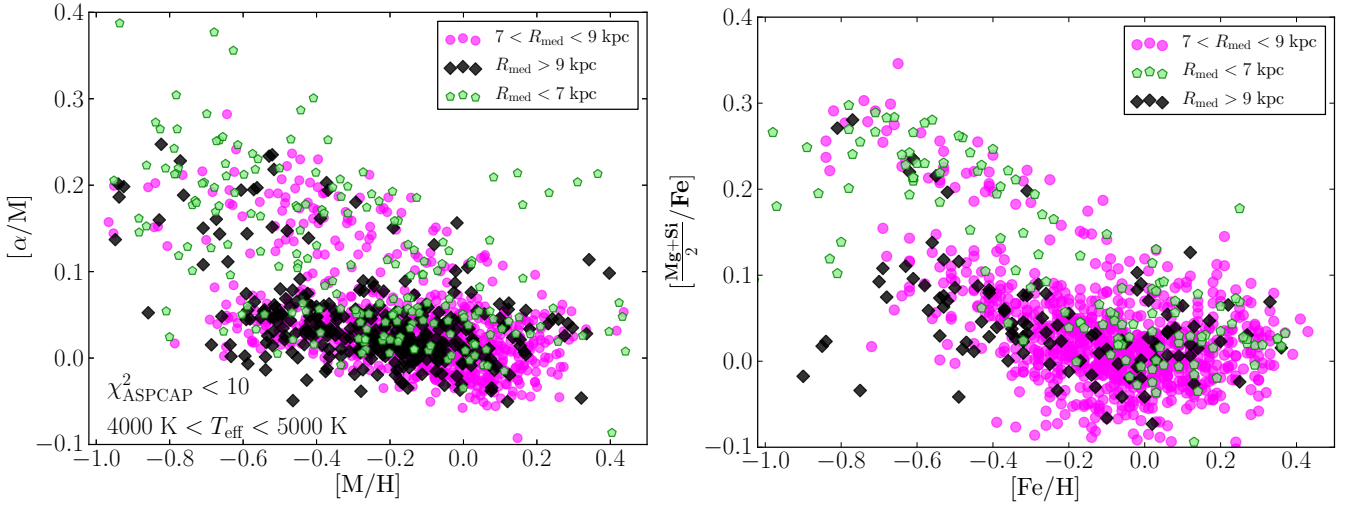 0.4
0.3
0.2
0.1
0.0
−0.1
[α/M]
7 < R_med < 9 kpc
R_med > 9 kpc
R_med < 7 kpc
χ²_ASPCAP < 10
4000 K < T_eff < 5000 K
−1.0 −0.8 −0.6 −0.4 −0.2 0.0 0.2 0.4
[M/H]
0.4
0.3
0.2
0.1
0.0
−0.1
[Mg+Si/2/Fe]
7 < R_med < 9 kpc
R_med < 7 kpc
R_med > 9 kpc
−1.0 −0.8 −0.6 −0.4 −0.2 0.0 0.2 0.4
[Fe/H]